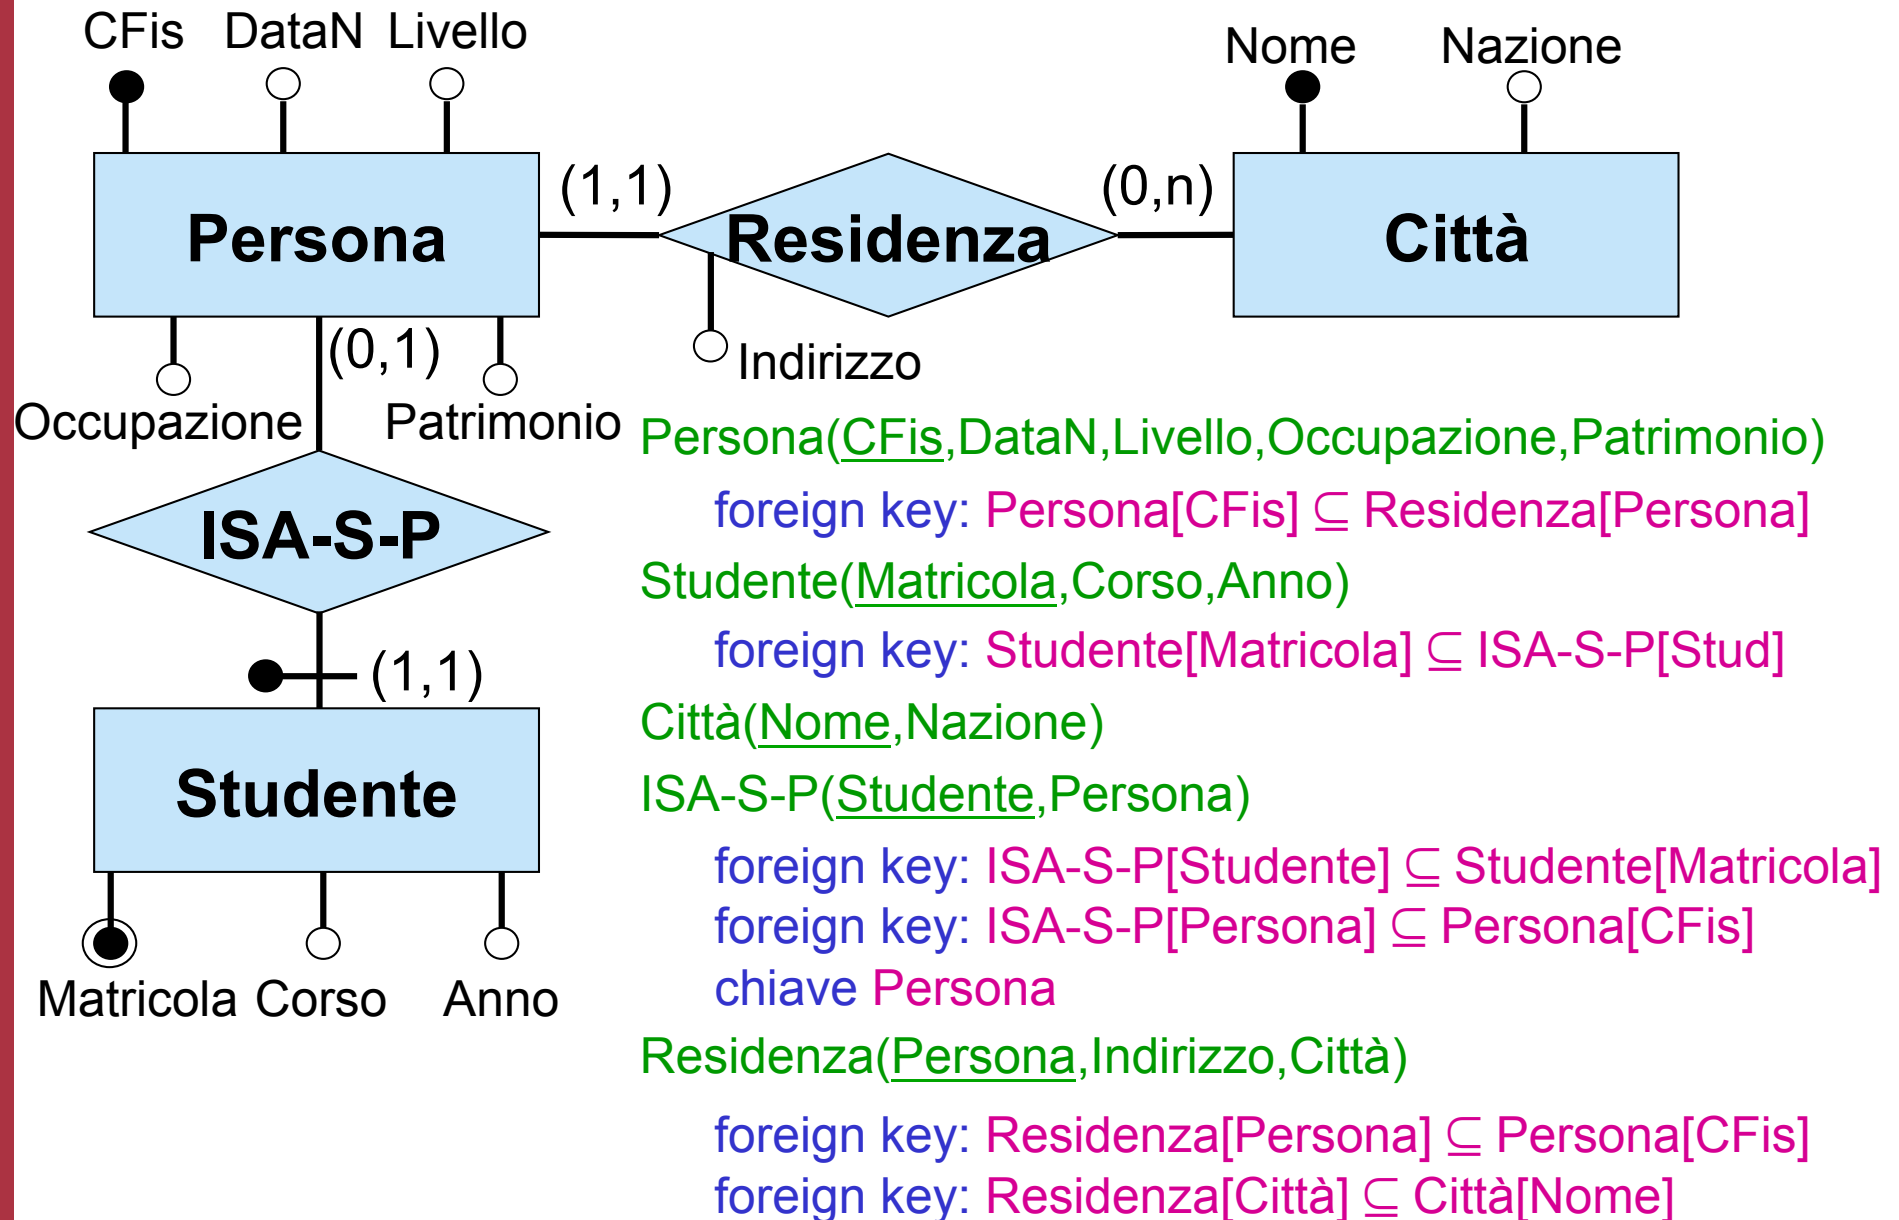 CFis DataN Livello
Nome Nazione
(1,1) (0,n)
Persona Residenza Città
(0,1)
Indirizzo
Occupazione Patrimonio
ISA-S-P
(1,1)
Studente
Matricola Corso Anno
Persona(CFis,DataN,Livello,Occupazione,Patrimonio)
foreign key: Persona[CFis] ⊆ Residenza[Persona]
Studente(Matricola,Corso,Anno)
foreign key: Studente[Matricola] ⊆ ISA-S-P[Stud]
Città(Nome,Nazione)
ISA-S-P(Studente,Persona)
foreign key: ISA-S-P[Studente] ⊆ Studente[Matricola]
foreign key: ISA-S-P[Persona] ⊆ Persona[CFis]
chiave Persona
Residenza(Persona,Indirizzo,Città)
foreign key: Residenza[Persona] ⊆ Persona[CFis]
foreign key: Residenza[Città] ⊆ Città[Nome]